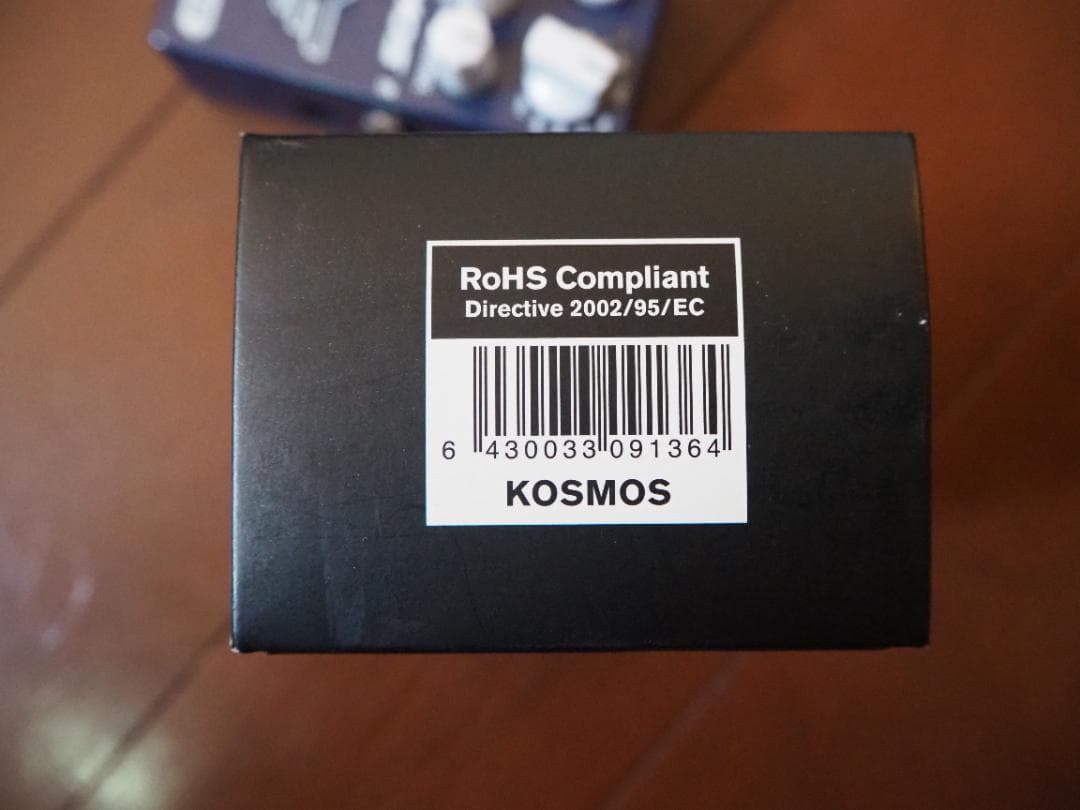 RoHS Compliant
Directive 2002/95/EC
6 430033 091364
KOSMOS